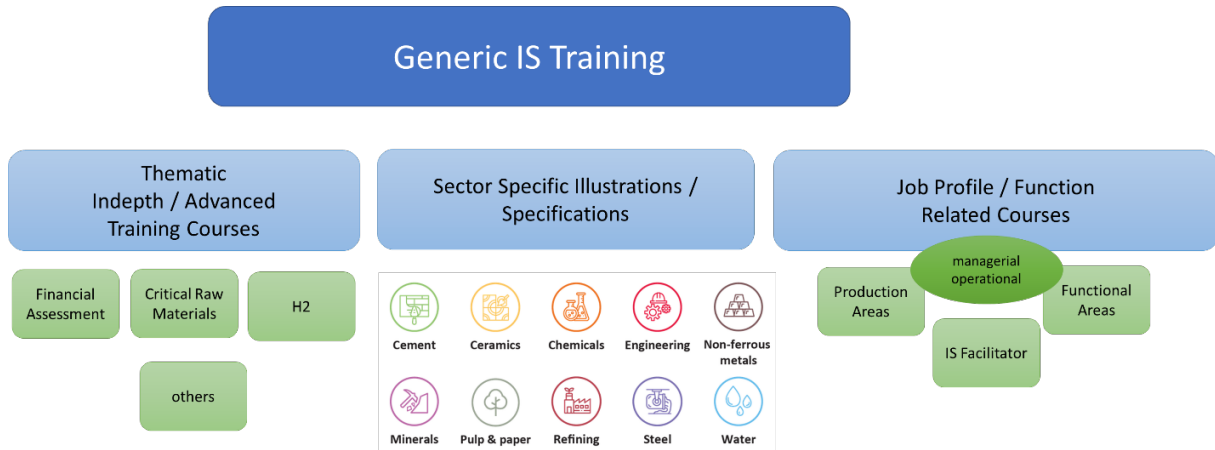 Generic IS Training
Thematic
Indepth / Advanced
Training Courses
Financial
Assessment
Critical Raw
Materials
H2
others
Sector Specific Illustrations /
Specifications
Cement
Ceramics
Chemicals
Engineering
Non-ferrous
metals
Minerals
Pulp & paper
Refining
Steel
Water
Job Profile / Function
Related Courses
managerial
operational
Production
Areas
Functional
Areas
IS Facilitator